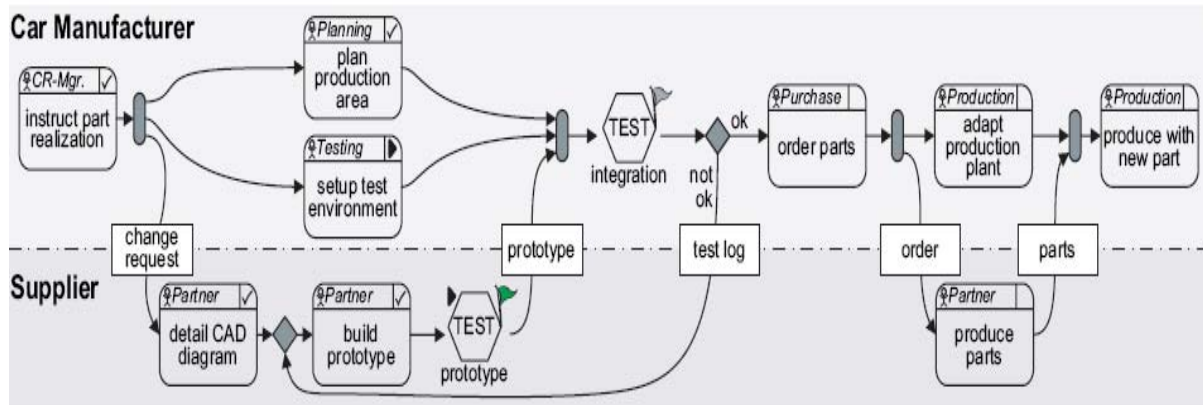 Car Manufacturer
CR-Mgr.
instruct part
realization
Planning
plan
production
area
Testing
setup test
environment
TEST
integration
ok
not
ok
Purchase
order parts
Production
adapt
production
plant
Production
produce with
new part
change
request
prototype
test log
order
parts
Supplier
Partner
detail CAD
diagram
Partner
build
prototype
TEST
prototype
Partner
produce
parts